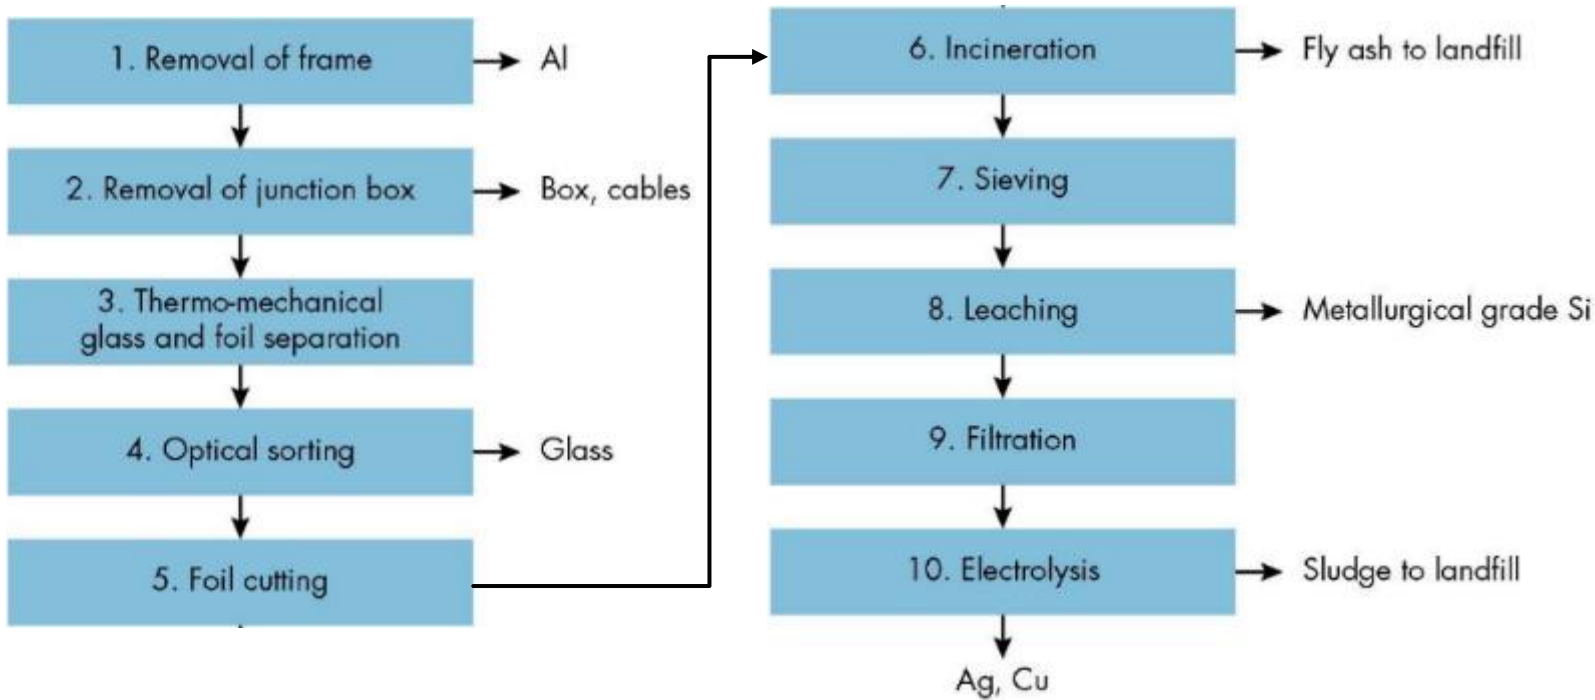 1. Removal of frame
Al
2. Removal of junction box
Box, cables
3. Thermo-mechanical
glass and foil separation
4. Optical sorting
Glass
5. Foil cutting
6. Incineration
Fly ash to landfill
7. Sieving
8. Leaching
Metallurgical grade Si
9. Filtration
10. Electrolysis
Sludge to landfill
Ag, Cu